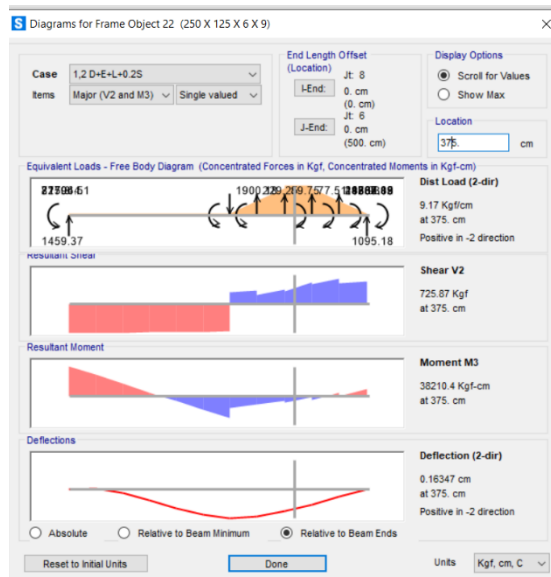 Diagrams for Frame Object 22 (250 X 125 X 6 X 9)
Case 1,2 D+E+L+0.2S
Items Major (V2 and M3) Single valued
End Length Offset
(Location)
I-End: Jt: 8
0. cm
(0. cm)
J-End: Jt: 6
0. cm
(500. cm)
Display Options
Scroll for Values
Show Max
Location
375. cm
Equivalent Loads - Free Body Diagram (Concentrated Forces in Kgf, Concentrated Moments in Kgf-cm)
1459.37
1095.18
Dist Load (2-dir)
9.17 Kgf/cm
at 375. cm
Positive in -2 direction
Resultant Shear
Shear V2
725.87 Kgf
at 375. cm
Resultant Moment
Moment M3
38210.4 Kgf-cm
at 375. cm
Deflections
Deflection (2-dir)
0.16347 cm
at 375. cm
Positive in -2 direction
Absolute Relative to Beam Minimum Relative to Beam Ends
Reset to Initial Units Done Units Kgf, cm, C